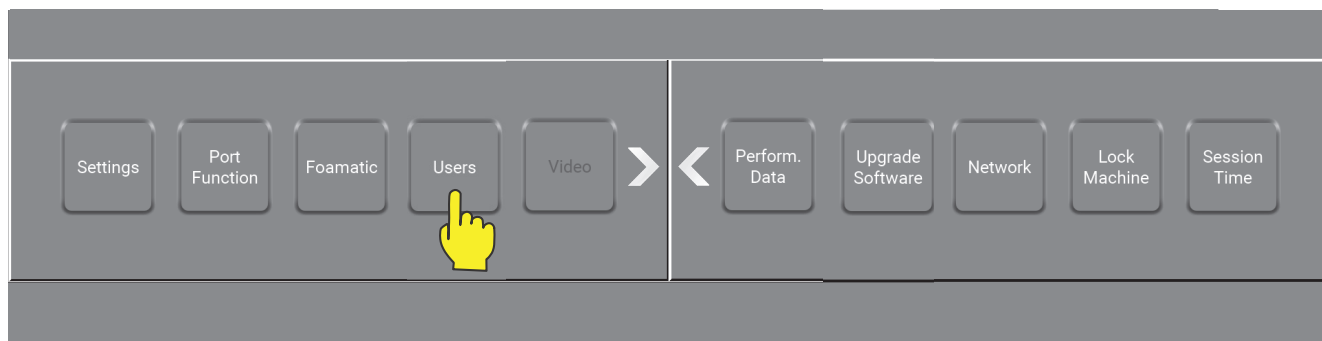 Settings
Port
Function
Foamatic
Users
Video
Perform.
Data
Upgrade
Software
Network
Lock
Machine
Session
Time